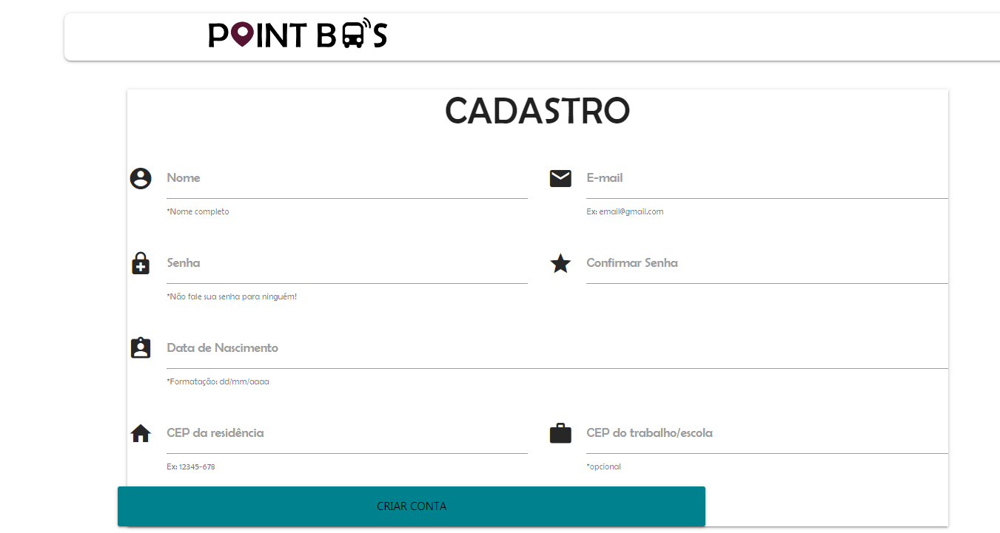 POINT BUS
CADASTRO
Nome
E-mail
*Nome completo
Ex: email@gmail.com
Senha
Confirmar Senha
*Não fale sua senha para ninguém!
Data de Nascimento
*Formatação: dd/mm/aaaa
CEP da residência
CEP do trabalho/escola
Ex: 12345-678
*opcional
CRIAR CONTA